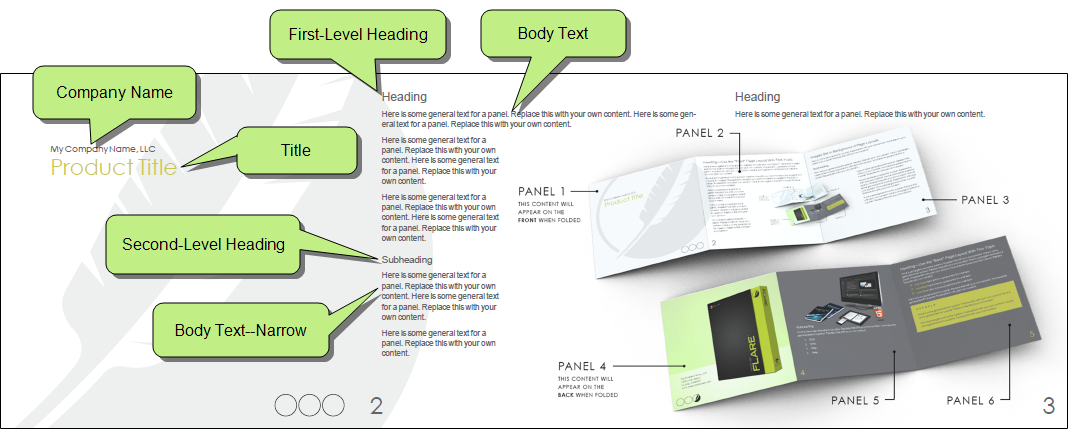 First-Level Heading
Body Text
Company Name
Title
Second-Level Heading
Body Text--Narrow
My Company Name, LLC
Product Title
Heading
Here is some general text for a panel. Replace this with your own content. Here is some gen-
eral text for a panel. Replace this with your own content.
Here is some general text for a
panel. Replace this with your own
content. Here is some general text
for a panel. Replace this with your
own content.
Here is some general text for a
panel. Replace this with your own
content. Here is some general text
for a panel. Replace this with your
own content.
Subheading
Here is some general text for a
panel. Replace this with your own
content. Here is some general text
for a panel. Replace this with your
own content.
Here is some general text for a
panel. Replace this with your own
content.
2
Heading
Here is some general text for a panel. Replace this with your own content.
PANEL 1
THIS CONTENT WILL
APPEAR ON THE
FRONT WHEN FOLDED
PANEL 2
PANEL 3
Product Title
2
3
PANEL 4
THIS CONTENT WILL
APPEAR ON THE
BACK WHEN FOLDED
FLARE
4
5
PANEL 5
PANEL 6
3